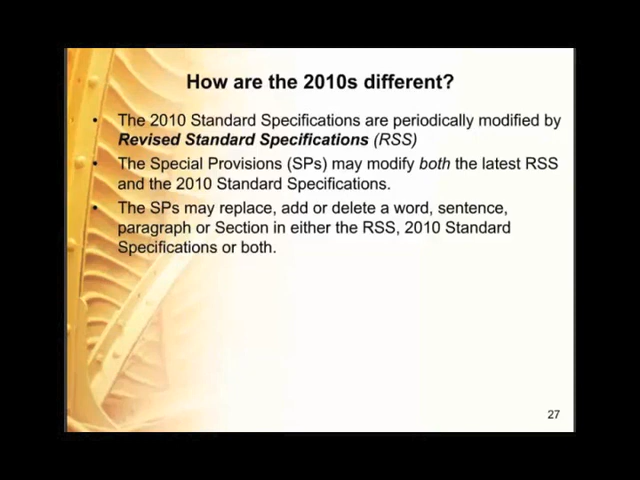 How are the 2010s different?
• The 2010 Standard Specifications are periodically modified by
Revised Standard Specifications (RSS)
• The Special Provisions (SPs) may modify both the latest RSS
and the 2010 Standard Specifications.
• The SPs may replace, add or delete a word, sentence,
paragraph or Section in either the RSS, 2010 Standard
Specifications or both.
27